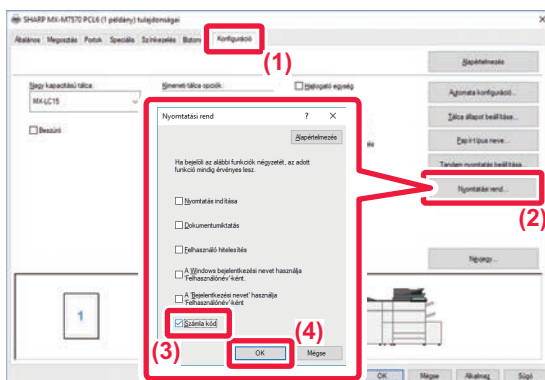 SHARP MX-M7570 PCL6 (1 példány) tulajdonságai
Általános Megosztás Portok Speciális Színkezelés Konfiguráció
(1)
Alapértelmezés
Nagy kapacitású tálca:
Kimeneti tálca opciók:
Hajtogató egység
MX-LC15
Automata konfiguráció...
Beszúró
Tálca állapot beállítása...
Papírtípus neve...
Tandem nyomtatás beállítása...
Nyomtatási rend...
(2)
Névjegy...
Nyomtatási rend ? ×
Alapértelmezés
Ha bejelöli az alábbi funkciók négyzetét, az adott
funkció mindig érvényes lesz.
Nyomtatás indítása
Dokumentumiktatás
Felhasználó hitelesítés
A Windows bejelentkezési nevet használja
'Felhasználónév'-ként.
A 'Bejelentkezési nevet' használja
'Felhasználónév'-ként
Számla kód
(3)
(4)
OK Mégse
1
OK Mégse Alkalmaz Súgó